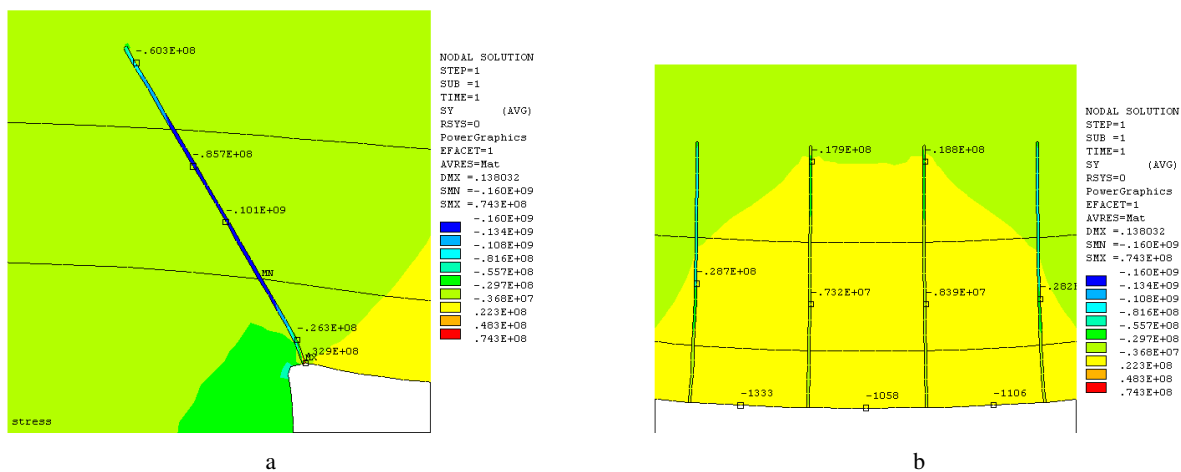 -.603E+08
-.857E+08
-.101E+09
MN
-.263E+08
.329E+08
MX
stress
NODAL SOLUTION
STEP=1
SUB =1
TIME=1
SY (AVG)
RSYS=0
PowerGraphics
EFACET=1
AVRES=Mat
DMX =.138032
SMN =-.160E+09
SMX =.743E+08
-.160E+09
-.134E+09
-.108E+09
-.816E+08
-.557E+08
-.297E+08
-.368E+07
.223E+08
.483E+08
.743E+08
a
-.179E+08
-.188E+08
-.287E+08
-.732E+07
-.839E+07
-.282E
-1333
-1058
-1106
NODAL SOLUTION
STEP=1
SUB =1
TIME=1
SY (AVG)
RSYS=0
PowerGraphics
EFACET=1
AVRES=Mat
DMX =.138032
SMN =-.160E+09
SMX =.743E+08
-.160E+09
-.134E+09
-.108E+09
-.816E+08
-.557E+08
-.297E+08
-.368E+07
.223E+08
.483E+08
.743E+08
b